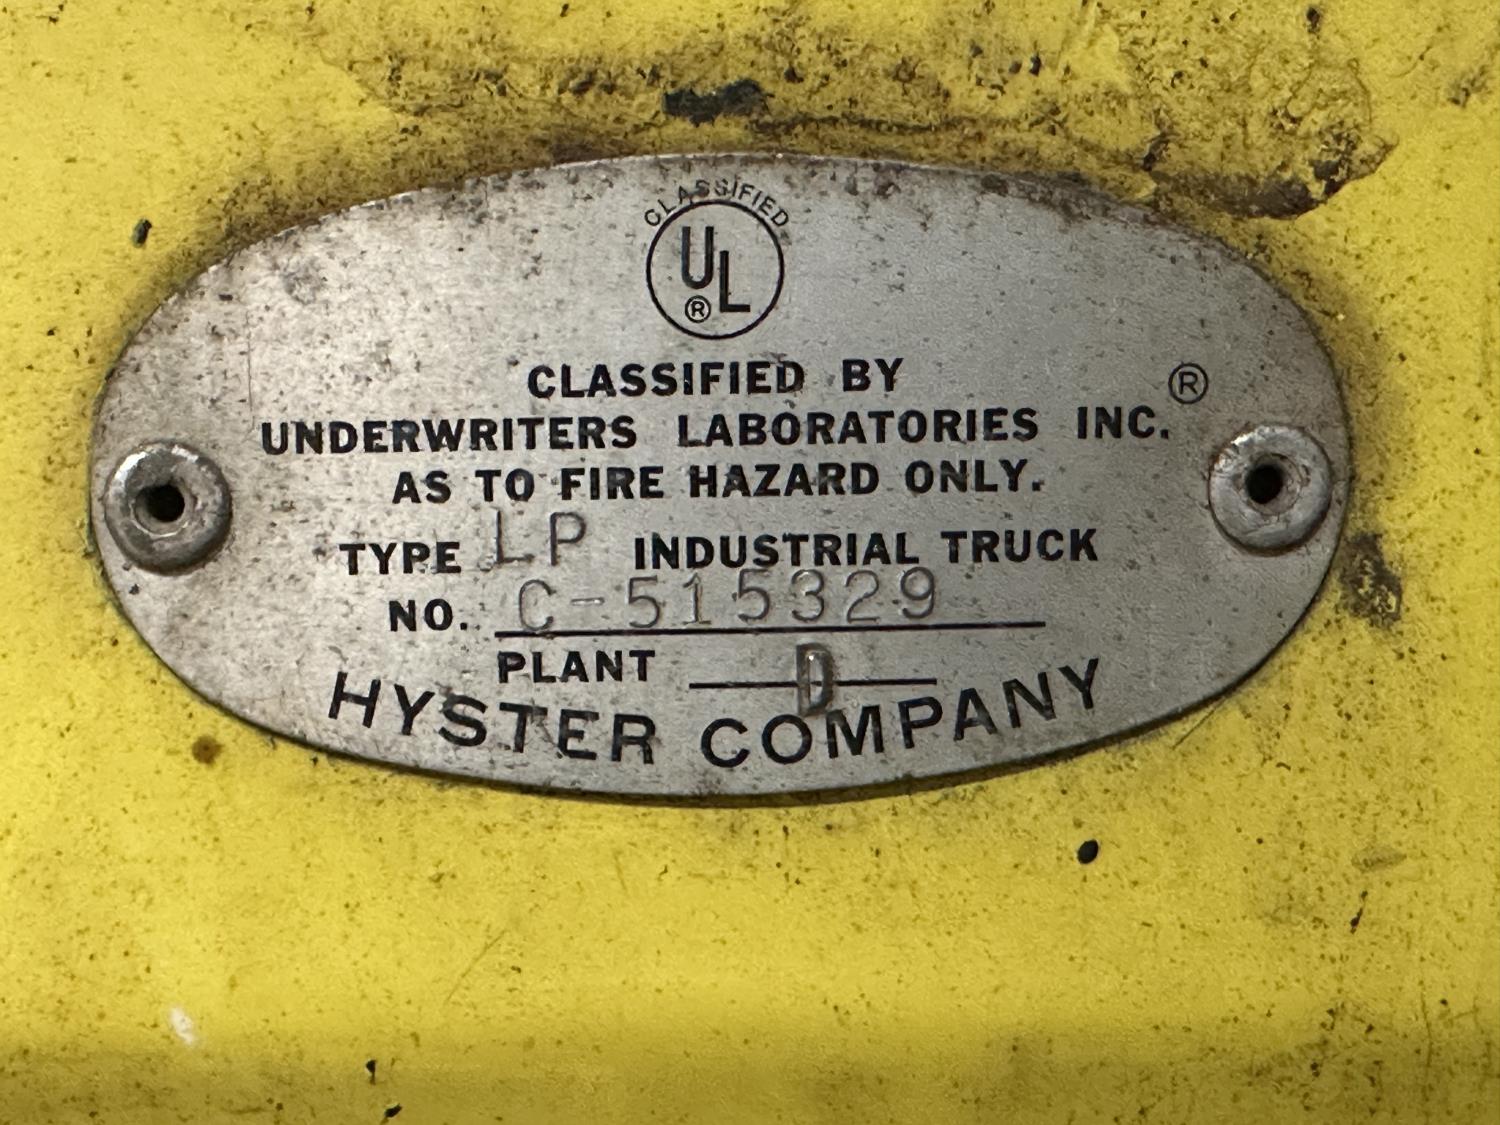 CLASSIFIED
UL®
CLASSIFIED BY
UNDERWRITERS LABORATORIES INC.®
AS TO FIRE HAZARD ONLY.
TYPE LP INDUSTRIAL TRUCK
NO. C-515329
PLANT D
HYSTER COMPANY